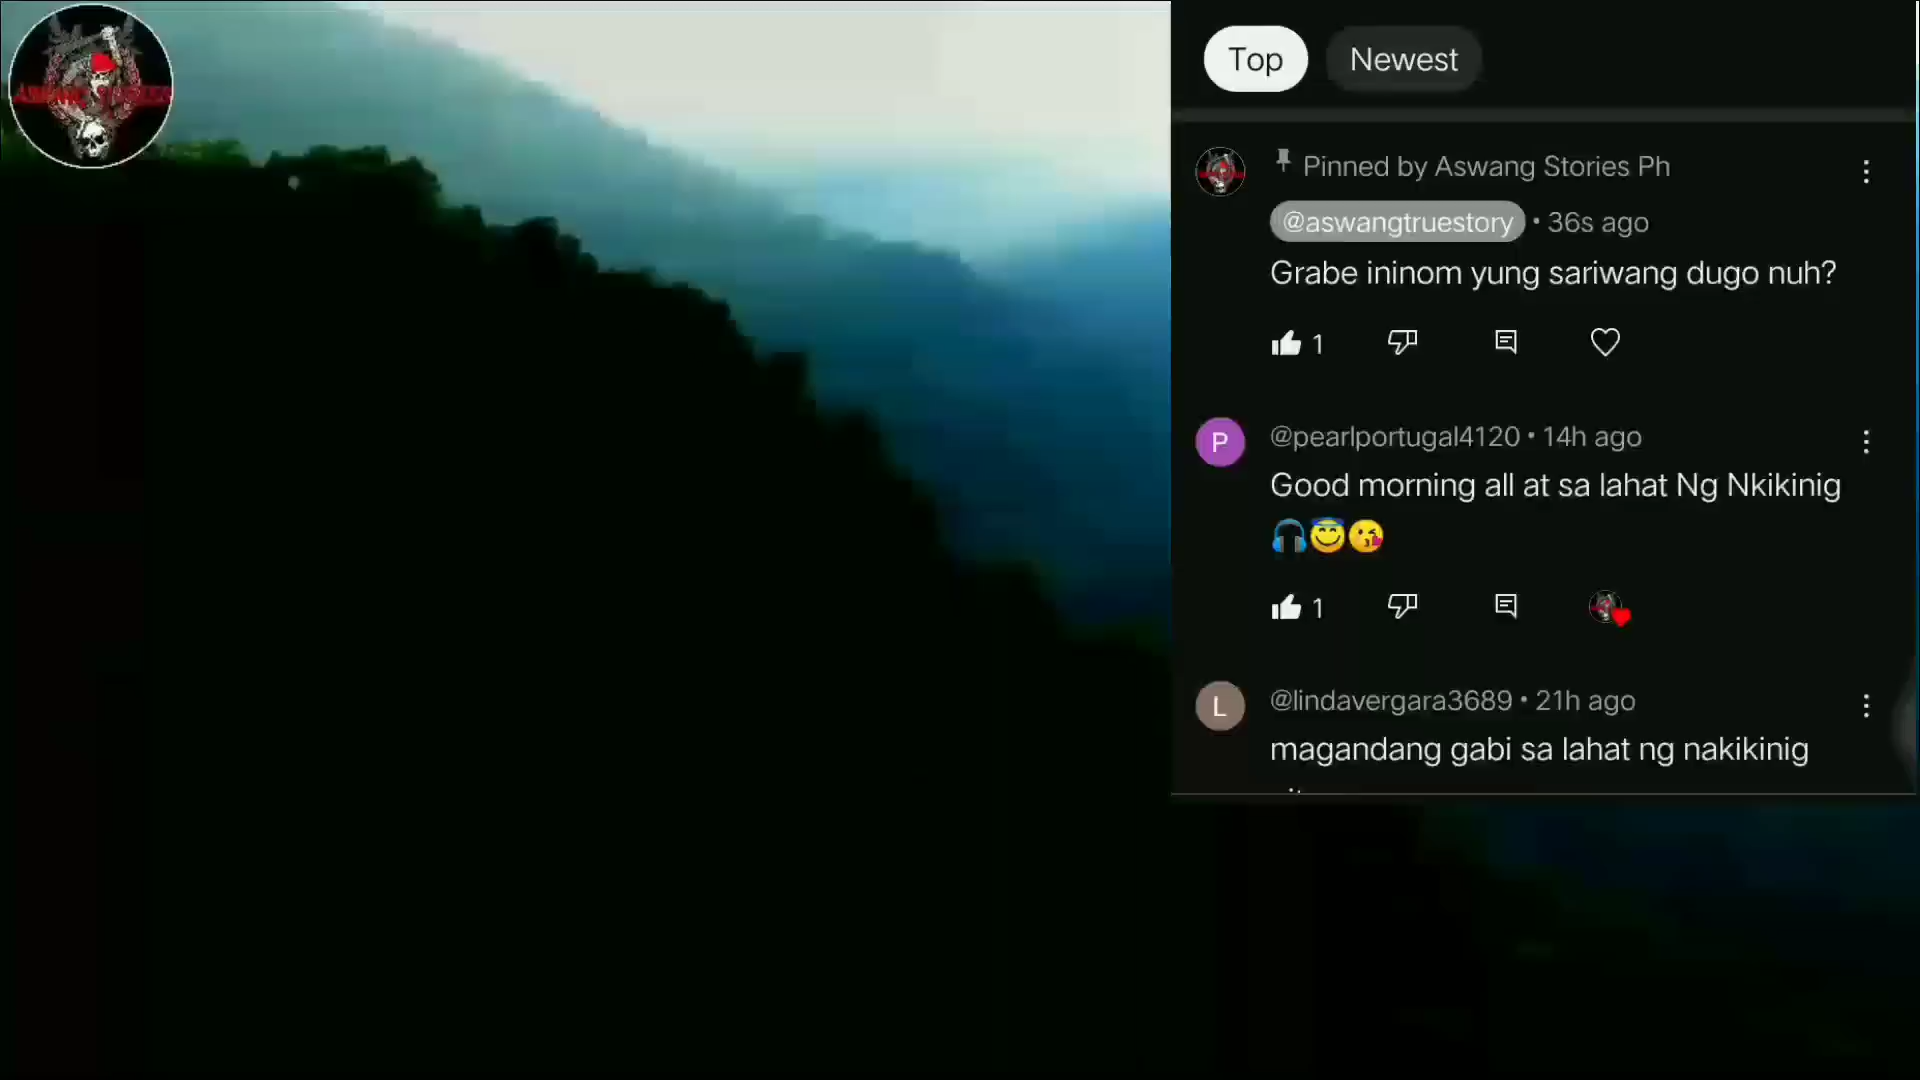 Top
Newest
Pinned by Aswang Stories Ph
@aswangtruestory • 36s ago
Grabe ininom yung sariwang dugo nuh?
1
P
@pearlportugal4120 • 14h ago
Good morning all at sa lahat Ng Nkikinig
🎧😇😘
1
L
@lindavergara3689 • 21h ago
magandang gabi sa lahat ng nakikinig